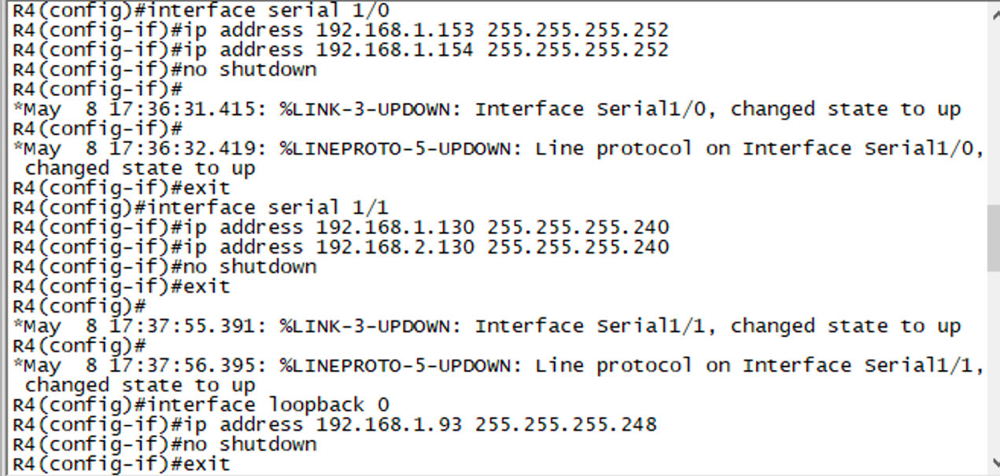 R4(config)#interface serial 1/0
R4(config-if)#ip address 192.168.1.153 255.255.255.252
R4(config-if)#ip address 192.168.1.154 255.255.255.252
R4(config-if)#no shutdown
R4(config-if)#
*May  8 17:36:31.415: %LINK-3-UPDOWN: Interface Serial1/0, changed state to up
R4(config-if)#
*May  8 17:36:32.419: %LINEPROTO-5-UPDOWN: Line protocol on Interface Serial1/0,
 changed state to up
R4(config-if)#exit
R4(config)#interface serial 1/1
R4(config-if)#ip address 192.168.1.130 255.255.255.240
R4(config-if)#ip address 192.168.2.130 255.255.255.240
R4(config-if)#no shutdown
R4(config-if)#exit
R4(config)#
*May  8 17:37:55.391: %LINK-3-UPDOWN: Interface Serial1/1, changed state to up
R4(config)#
*May  8 17:37:56.395: %LINEPROTO-5-UPDOWN: Line protocol on Interface Serial1/1,
 changed state to up
R4(config)#interface loopback 0
R4(config-if)#ip address 192.168.1.93 255.255.255.248
R4(config-if)#no shutdown
R4(config-if)#exit